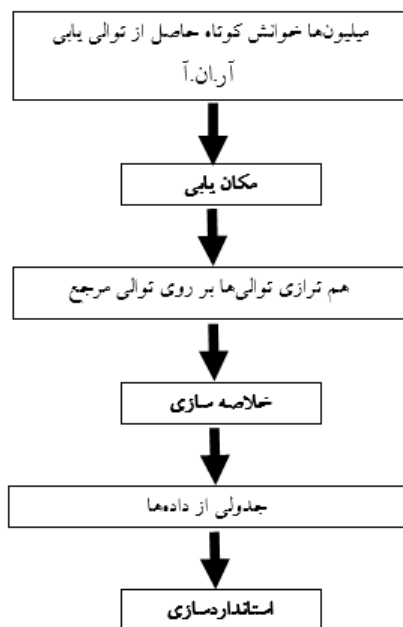 میلیون‌ها خوانش کوتاه حاصل از توالی یابی
آر.ان.آ
مکان یابی
هم ترازی توالی‌ها بر روی توالی مرجع
خلاصه سازی
جدولی از داده‌ها
استانداردسازی